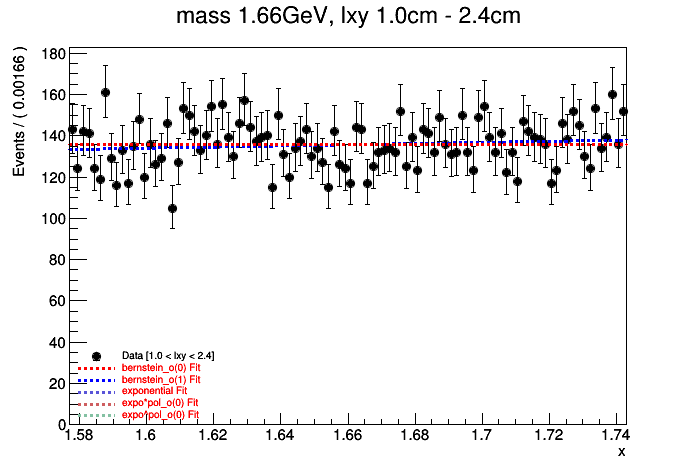 mass 1.66GeV, lxy 1.0cm - 2.4cm
Events / ( 0.00166 )
180
160
140
120
100
80
60
40
20
0
Data [1.0 < lxy < 2.4]
bernstein_o(0) Fit
bernstein_o(1) Fit
exponential Fit
expo*pol_o(0) Fit
expo/pol_o(0) Fit
1.58 1.6 1.62 1.64 1.66 1.68 1.7 1.72 1.74
x